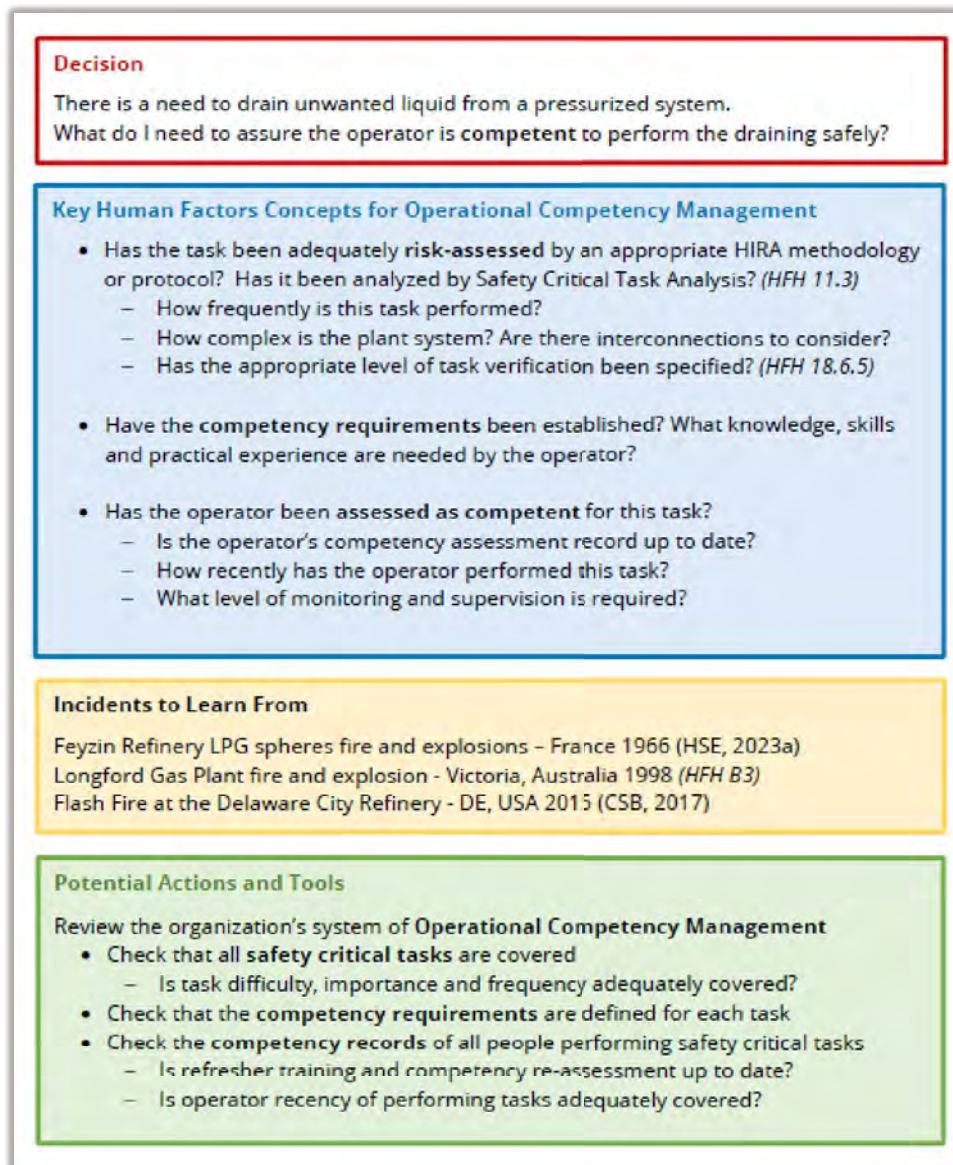 Decision
There is a need to drain unwanted liquid from a pressurized system.
What do I need to assure the operator is competent to perform the draining safely?
Key Human Factors Concepts for Operational Competency Management
• Has the task been adequately risk-assessed by an appropriate HIRA methodology
or protocol? Has it been analyzed by Safety Critical Task Analysis? (HFH 11.3)
– How frequently is this task performed?
– How complex is the plant system? Are there interconnections to consider?
– Has the appropriate level of task verification been specified? (HFH 18.6.5)
• Have the competency requirements been established? What knowledge, skills
and practical experience are needed by the operator?
• Has the operator been assessed as competent for this task?
– Is the operator's competency assessment record up to date?
– How recently has the operator performed this task?
– What level of monitoring and supervision is required?
Incidents to Learn From
Feyzin Refinery LPG spheres fire and explosions – France 1966 (HSE, 2023a)
Longford Gas Plant fire and explosion - Victoria, Australia 1998 (HFH B3)
Flash Fire at the Delaware City Refinery - DE, USA 2015 (CSB, 2017)
Potential Actions and Tools
Review the organization's system of Operational Competency Management
• Check that all safety critical tasks are covered
– Is task difficulty, importance and frequency adequately covered?
• Check that the competency requirements are defined for each task
• Check the competency records of all people performing safety critical tasks
– Is refresher training and competency re-assessment up to date?
– Is operator recency of performing tasks adequately covered?